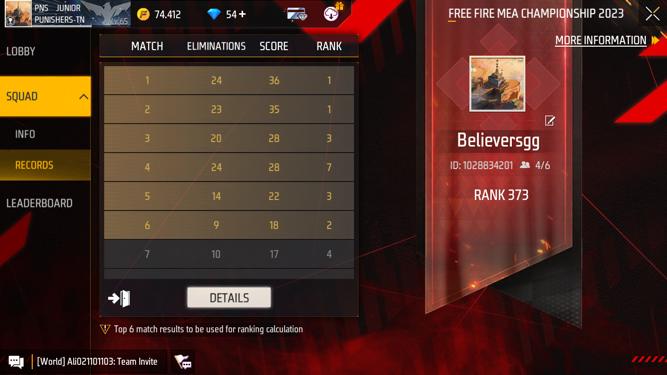 PNS JUNIOR
PUNISHERS-TN
LV.65
74.412
54 +
FREE FIRE MEA CHAMPIONSHIP 2023
MORE INFORMATION
LOBBY
SQUAD
INFO
RECORDS
LEADERBOARD
MATCH ELIMINATIONS SCORE RANK
1 24 36 1
2 23 35 1
3 20 28 3
4 24 28 7
5 14 22 3
6 9 18 2
7 10 17 4
DETAILS
Top 6 match results to be used for ranking calculation
Believersgg
ID: 1028834201 4/6
RANK 373
[World] Ali021101103: Team Invite